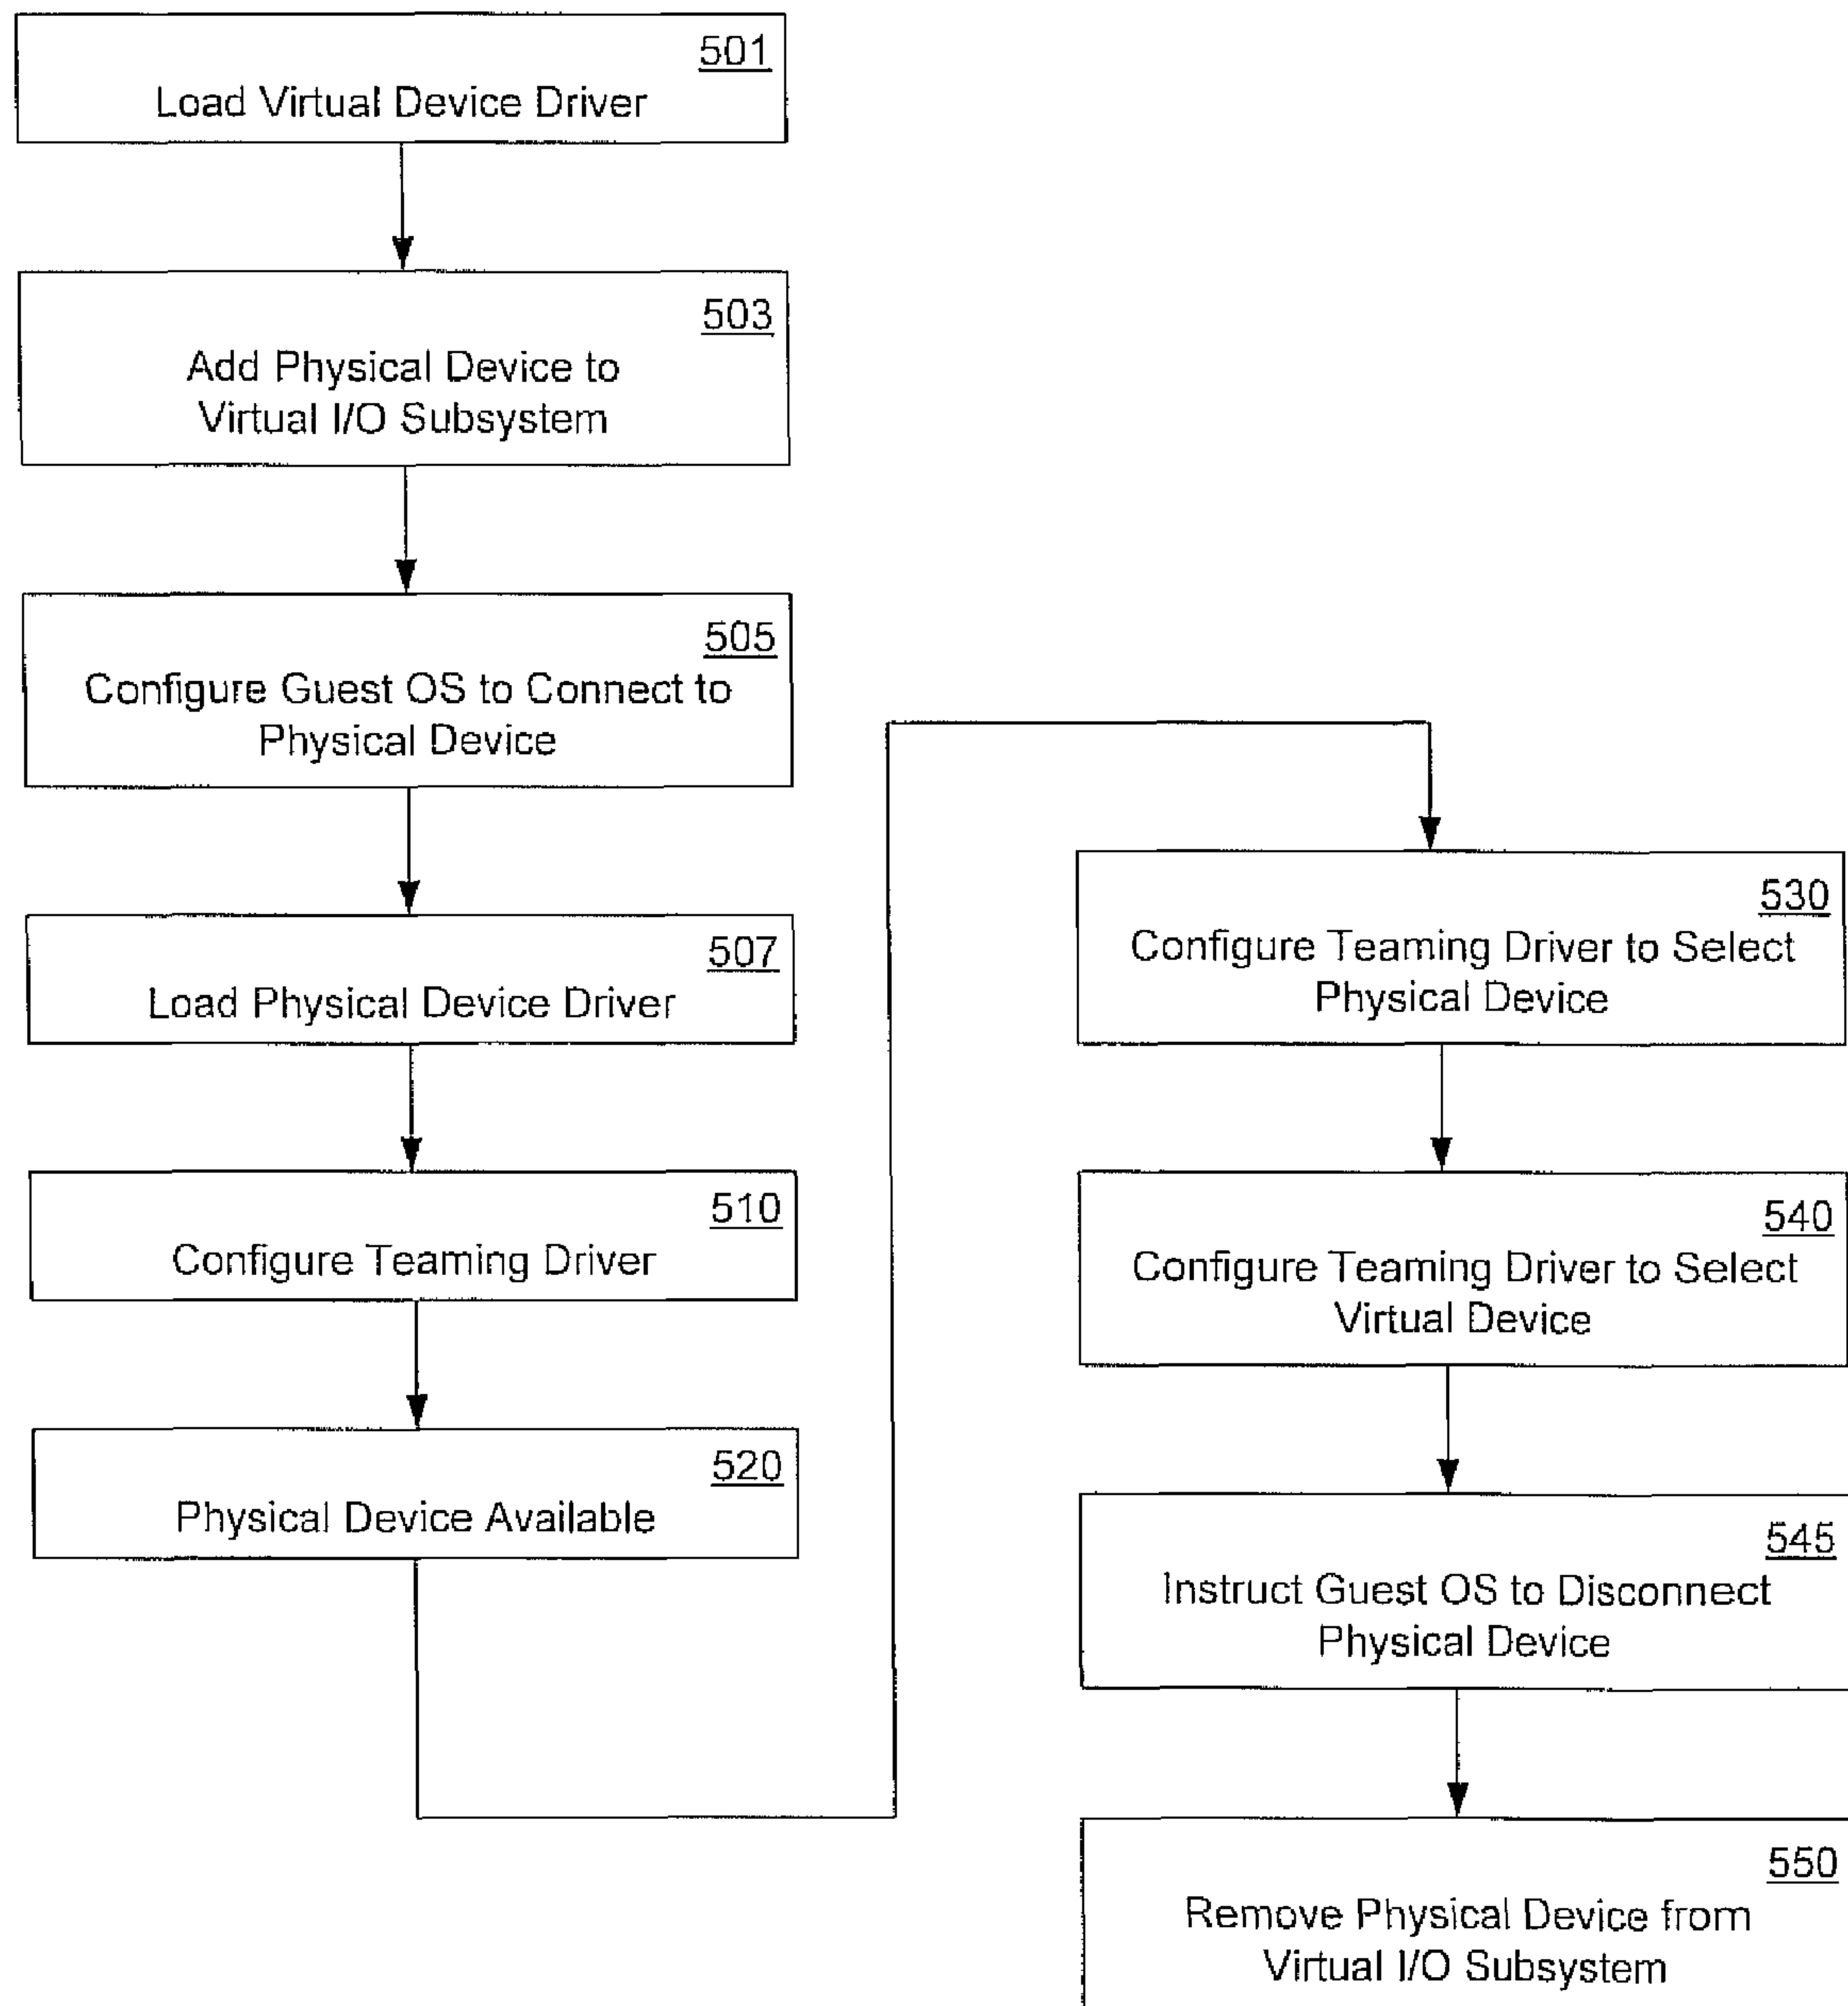 501
Load Virtual Device Driver
503
Add Physical Device to
Virtual I/O Subsystem
505
Configure Guest OS to Connect to
Physical Device
507
Load Physical Device Driver
510
Configure Teaming Driver
520
Physical Device Available
530
Configure Teaming Driver to Select
Physical Device
540
Configure Teaming Driver to Select
Virtual Device
545
Instruct Guest OS to Disconnect
Physical Device
550
Remove Physical Device from
Virtual I/O Subsystem